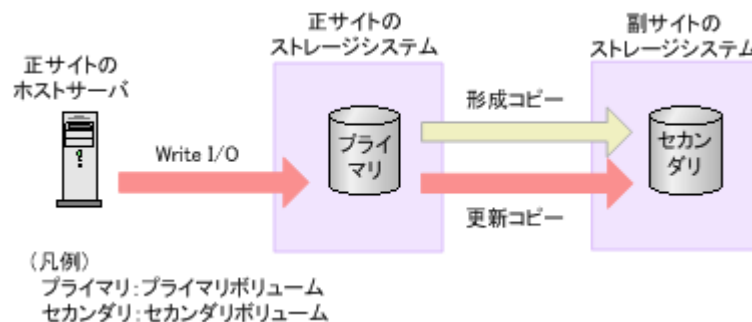 正サイトの
ホストサーバ
正サイトの
ストレージシステム
副サイトの
ストレージシステム
Write I/O
プライ
マリ
形成コピー
更新コピー
セカン
ダリ
(凡例)
プライマリ:プライマリボリューム
セカンダリ:セカンダリボリューム